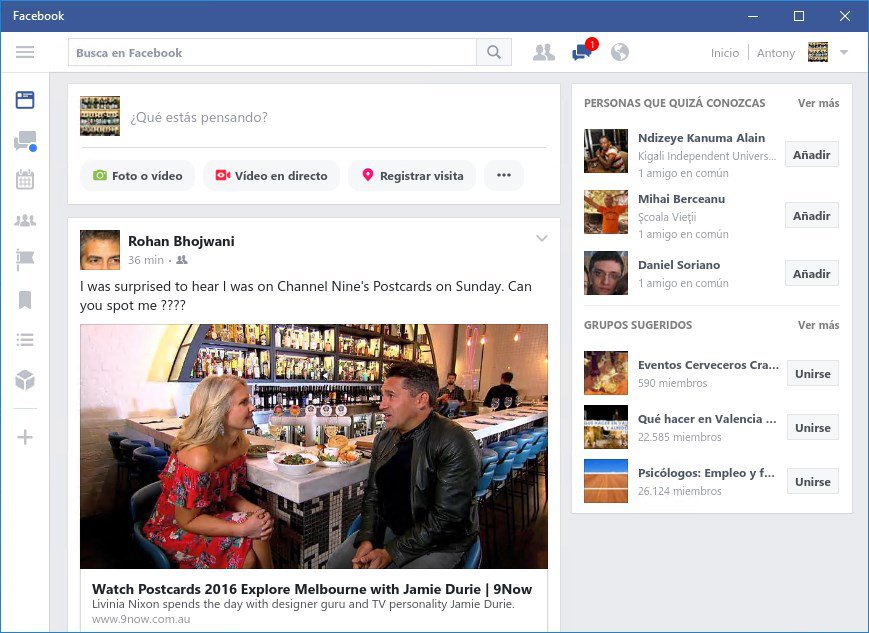 Facebook
Busca en Facebook
1
Inicio
Antony
¿Qué estás pensando?
Foto o vídeo
Vídeo en directo
Registrar visita
Rohan Bhojwani
36 min ·
I was surprised to hear I was on Channel Nine's Postcards on Sunday. Can
you spot me ????
Watch Postcards 2016 Explore Melbourne with Jamie Durie | 9Now
Livinia Nixon spends the day with designer guru and TV personality Jamie Durie.
www.9now.com.au
PERSONAS QUE QUIZÁ CONOZCAS Ver más
Ndizeye Kanuma Alain
Kigali Independent Univers...
1 amigo en común
Añadir
Mihai Berceanu
Şcoala Vieţii
1 amigo en común
Añadir
Daniel Soriano
1 amigo en común
Añadir
GRUPOS SUGERIDOS Ver más
Eventos Cerveceros Cra...
590 miembros
Unirse
Qué hacer en Valencia ...
22.585 miembros
Unirse
Psicólogos: Empleo y f...
26.124 miembros
Unirse